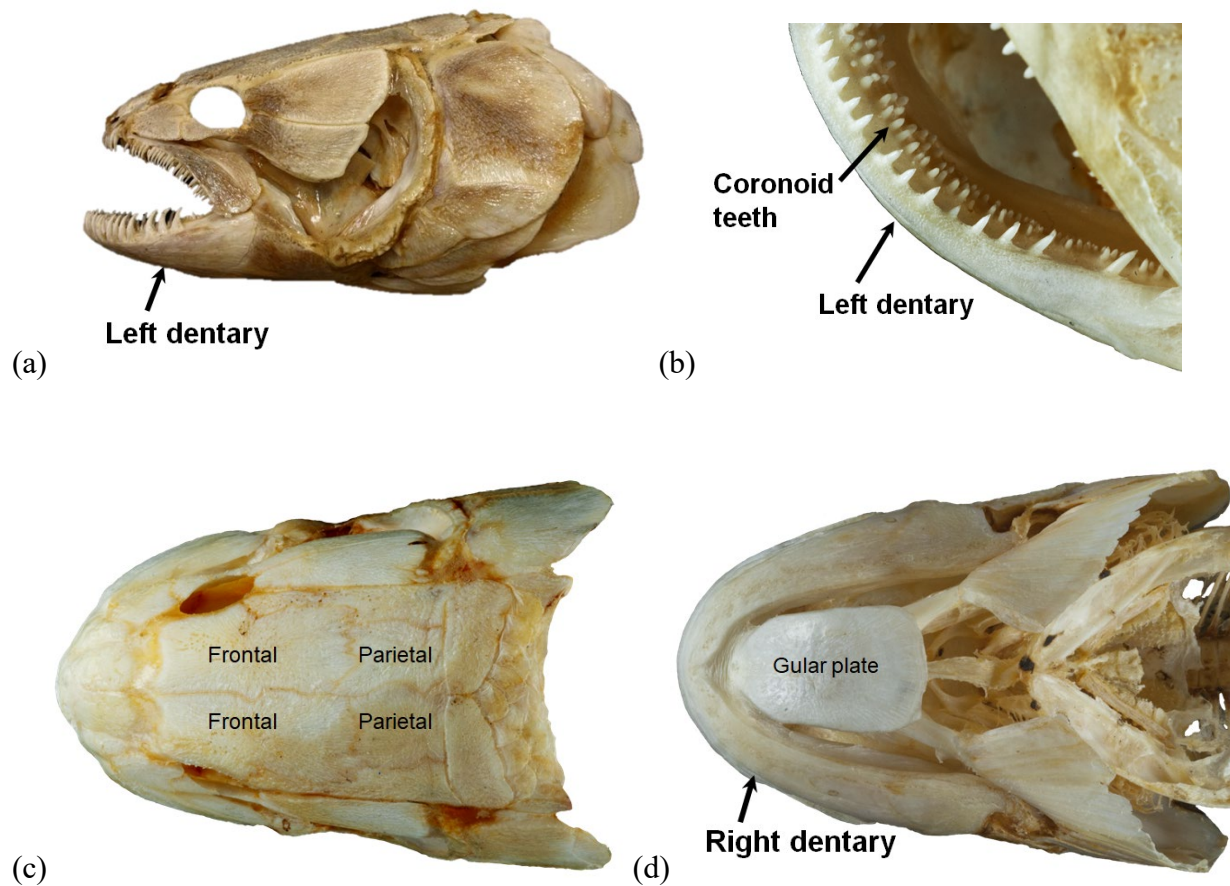 Left dentary
(a)
Coronoid
teeth
Left dentary
(b)
Frontal
Parietal
Frontal
Parietal
(c)
Gular plate
Right dentary
(d)